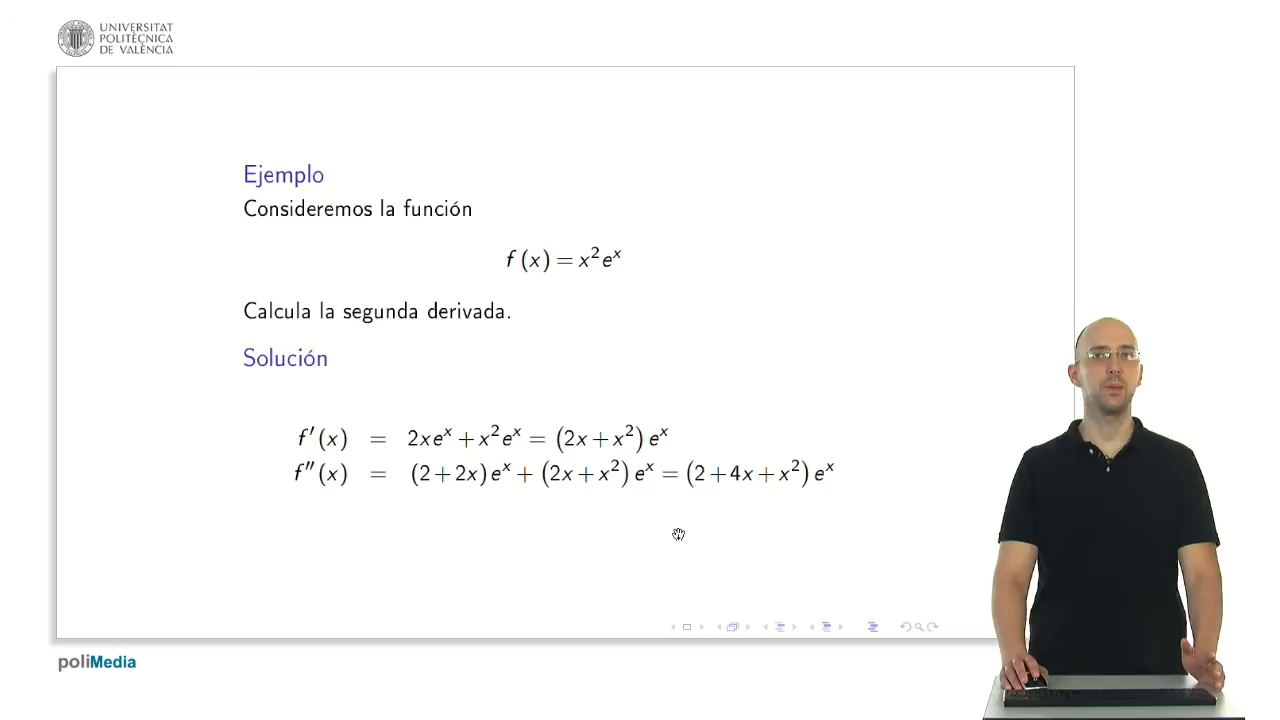 UNIVERSITAT
POLITÈCNICA
DE VALÈNCIA
Ejemplo
Consideremos la función
f (x) = x²eˣ
Calcula la segunda derivada.
Solución
f′(x) = 2xeˣ + x²eˣ = (2x + x²) eˣ
f″(x) = (2 + 2x) eˣ + (2x + x²) eˣ = (2 + 4x + x²) eˣ
poliMedia